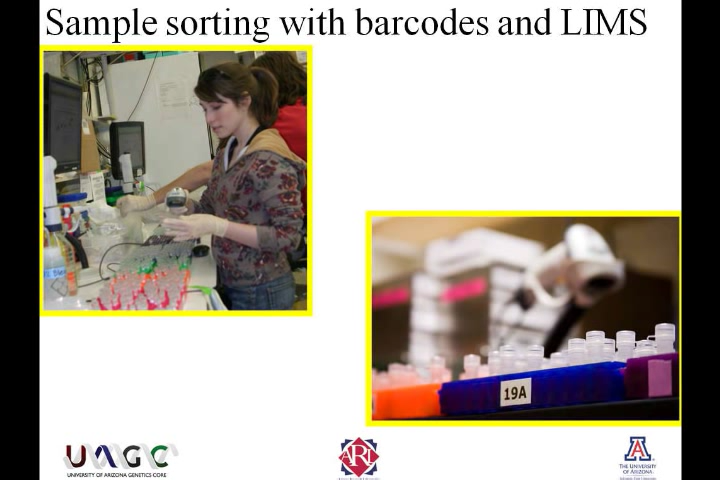 Sample sorting with barcodes and LIMS
19A
UAGC
UNIVERSITY OF ARIZONA GENETICS CORE
ARL
A
THE UNIVERSITY
OF ARIZONA